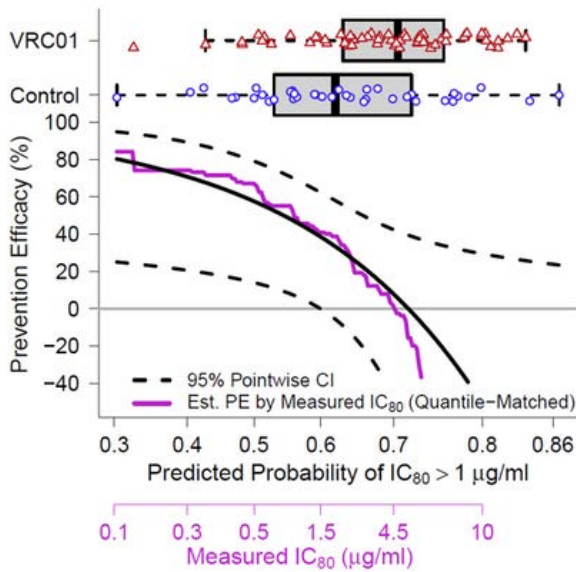 VRC01
Control
100
80
60
40
20
0
−20
−40
Prevention Efficacy (%)
95% Pointwise CI
Est. PE by Measured IC80 (Quantile−Matched)
0.3 0.4 0.5 0.6 0.7 0.8 0.86
Predicted Probability of IC80 > 1 μg/ml
0.1 0.3 0.5 1.5 4.5 10
Measured IC80 (μg/ml)